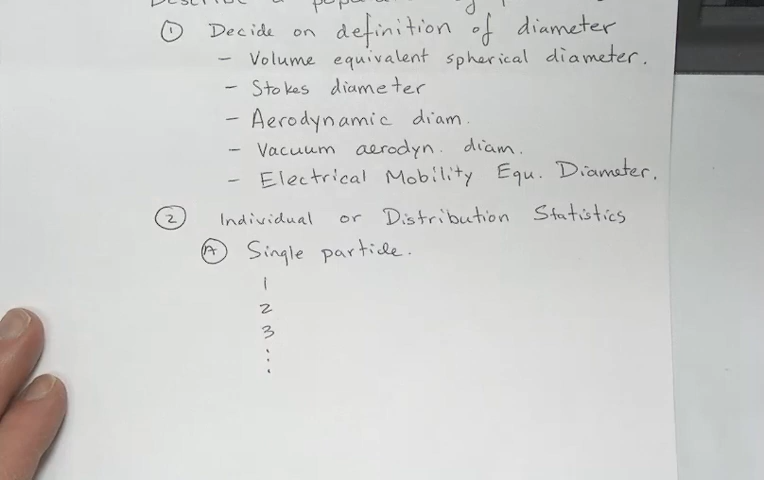 Describe a
① Decide on definition of diameter
- Volume equivalent spherical diameter.
- Stokes diameter
- Aerodynamic diam.
- Vacuum aerodyn. diam.
- Electrical Mobility Equ. Diameter.
② Individual or Distribution Statistics
Ⓐ Single particle.
1
2
3
⋮